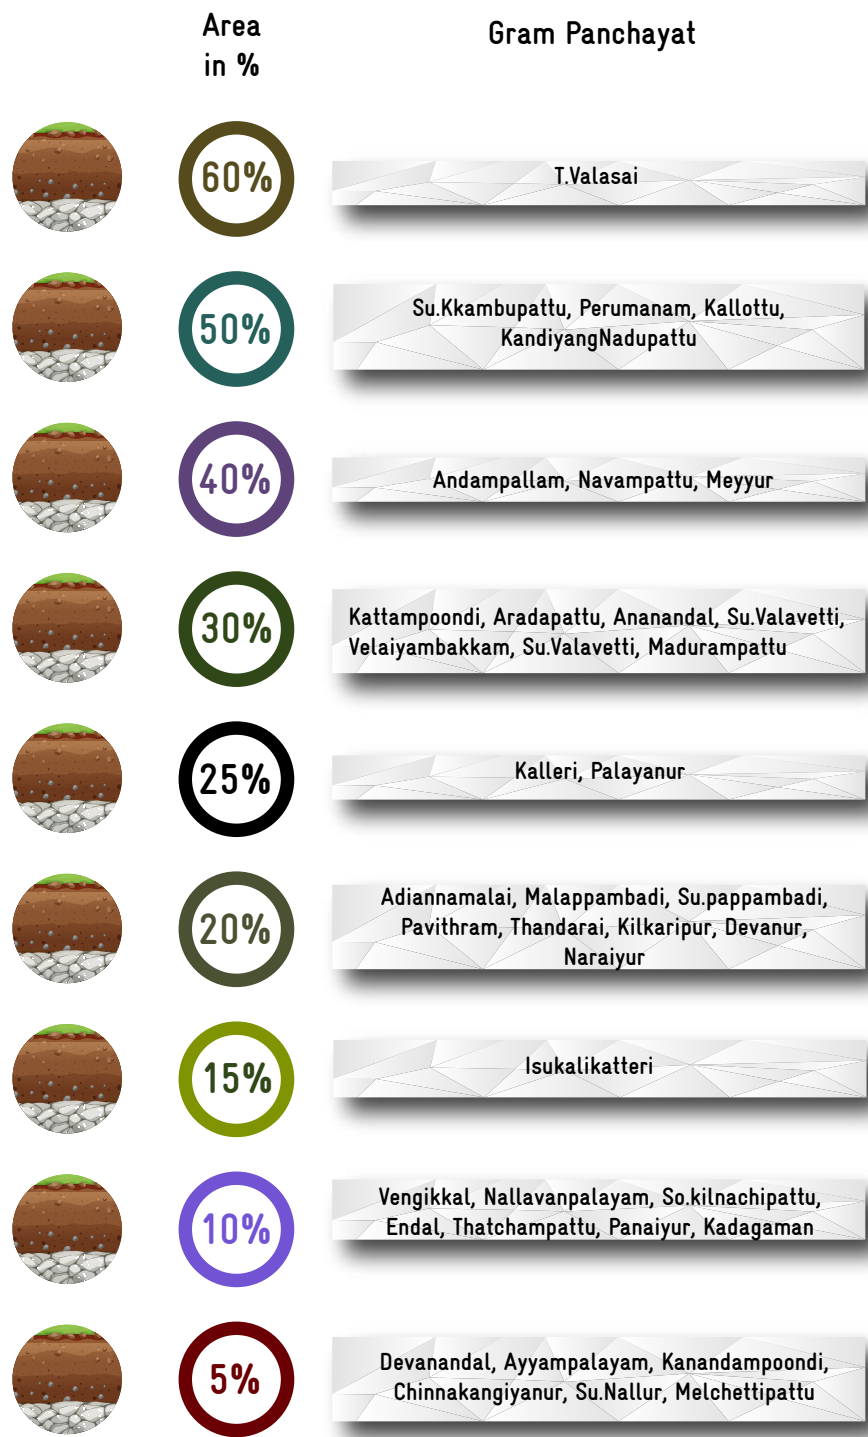 Area
in %
Gram Panchayat
60%
T.Valasai
50%
Su.Kkambupattu, Perumanam, Kallottu,
KandiyangNadupattu
40%
Andampallam, Navampattu, Meyyur
30%
Kattampoondi, Aradapattu, Ananandal, Su.Valavetti,
Velaiyambakkam, Su.Valavetti, Madurampattu
25%
Kalleri, Palayanur
20%
Adiannamalai, Malappambadi, Su.pappambadi,
Pavithram, Thandarai, Kilkaripur, Devanur,
Naraiyur
15%
Isukalikatteri
10%
Vengikkal, Nallavanpalayam, So.kilnachipattu,
Endal, Thatchampattu, Panaiyur, Kadagaman
5%
Devanandal, Ayyampalayam, Kanandampoondi,
Chinnakangiyanur, Su.Nallur, Melchettipattu